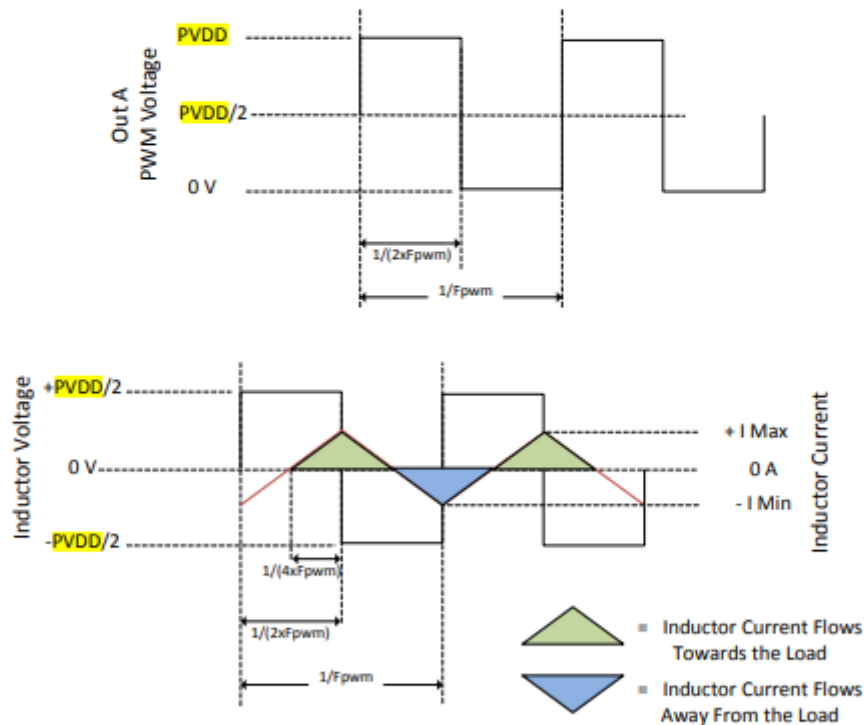 PVDD
Out A
PWM Voltage
PVDD/2
0 V
1/(2xFpwm)
1/Fpwm
Inductor Voltage
+PVDD/2
0 V
-PVDD/2
+ I Max
0 A
- I Min
Inductor Current
1/(4xFpwm)
1/(2xFpwm)
1/Fpwm
= Inductor Current Flows
Towards the Load
= Inductor Current Flows
Away From the Load